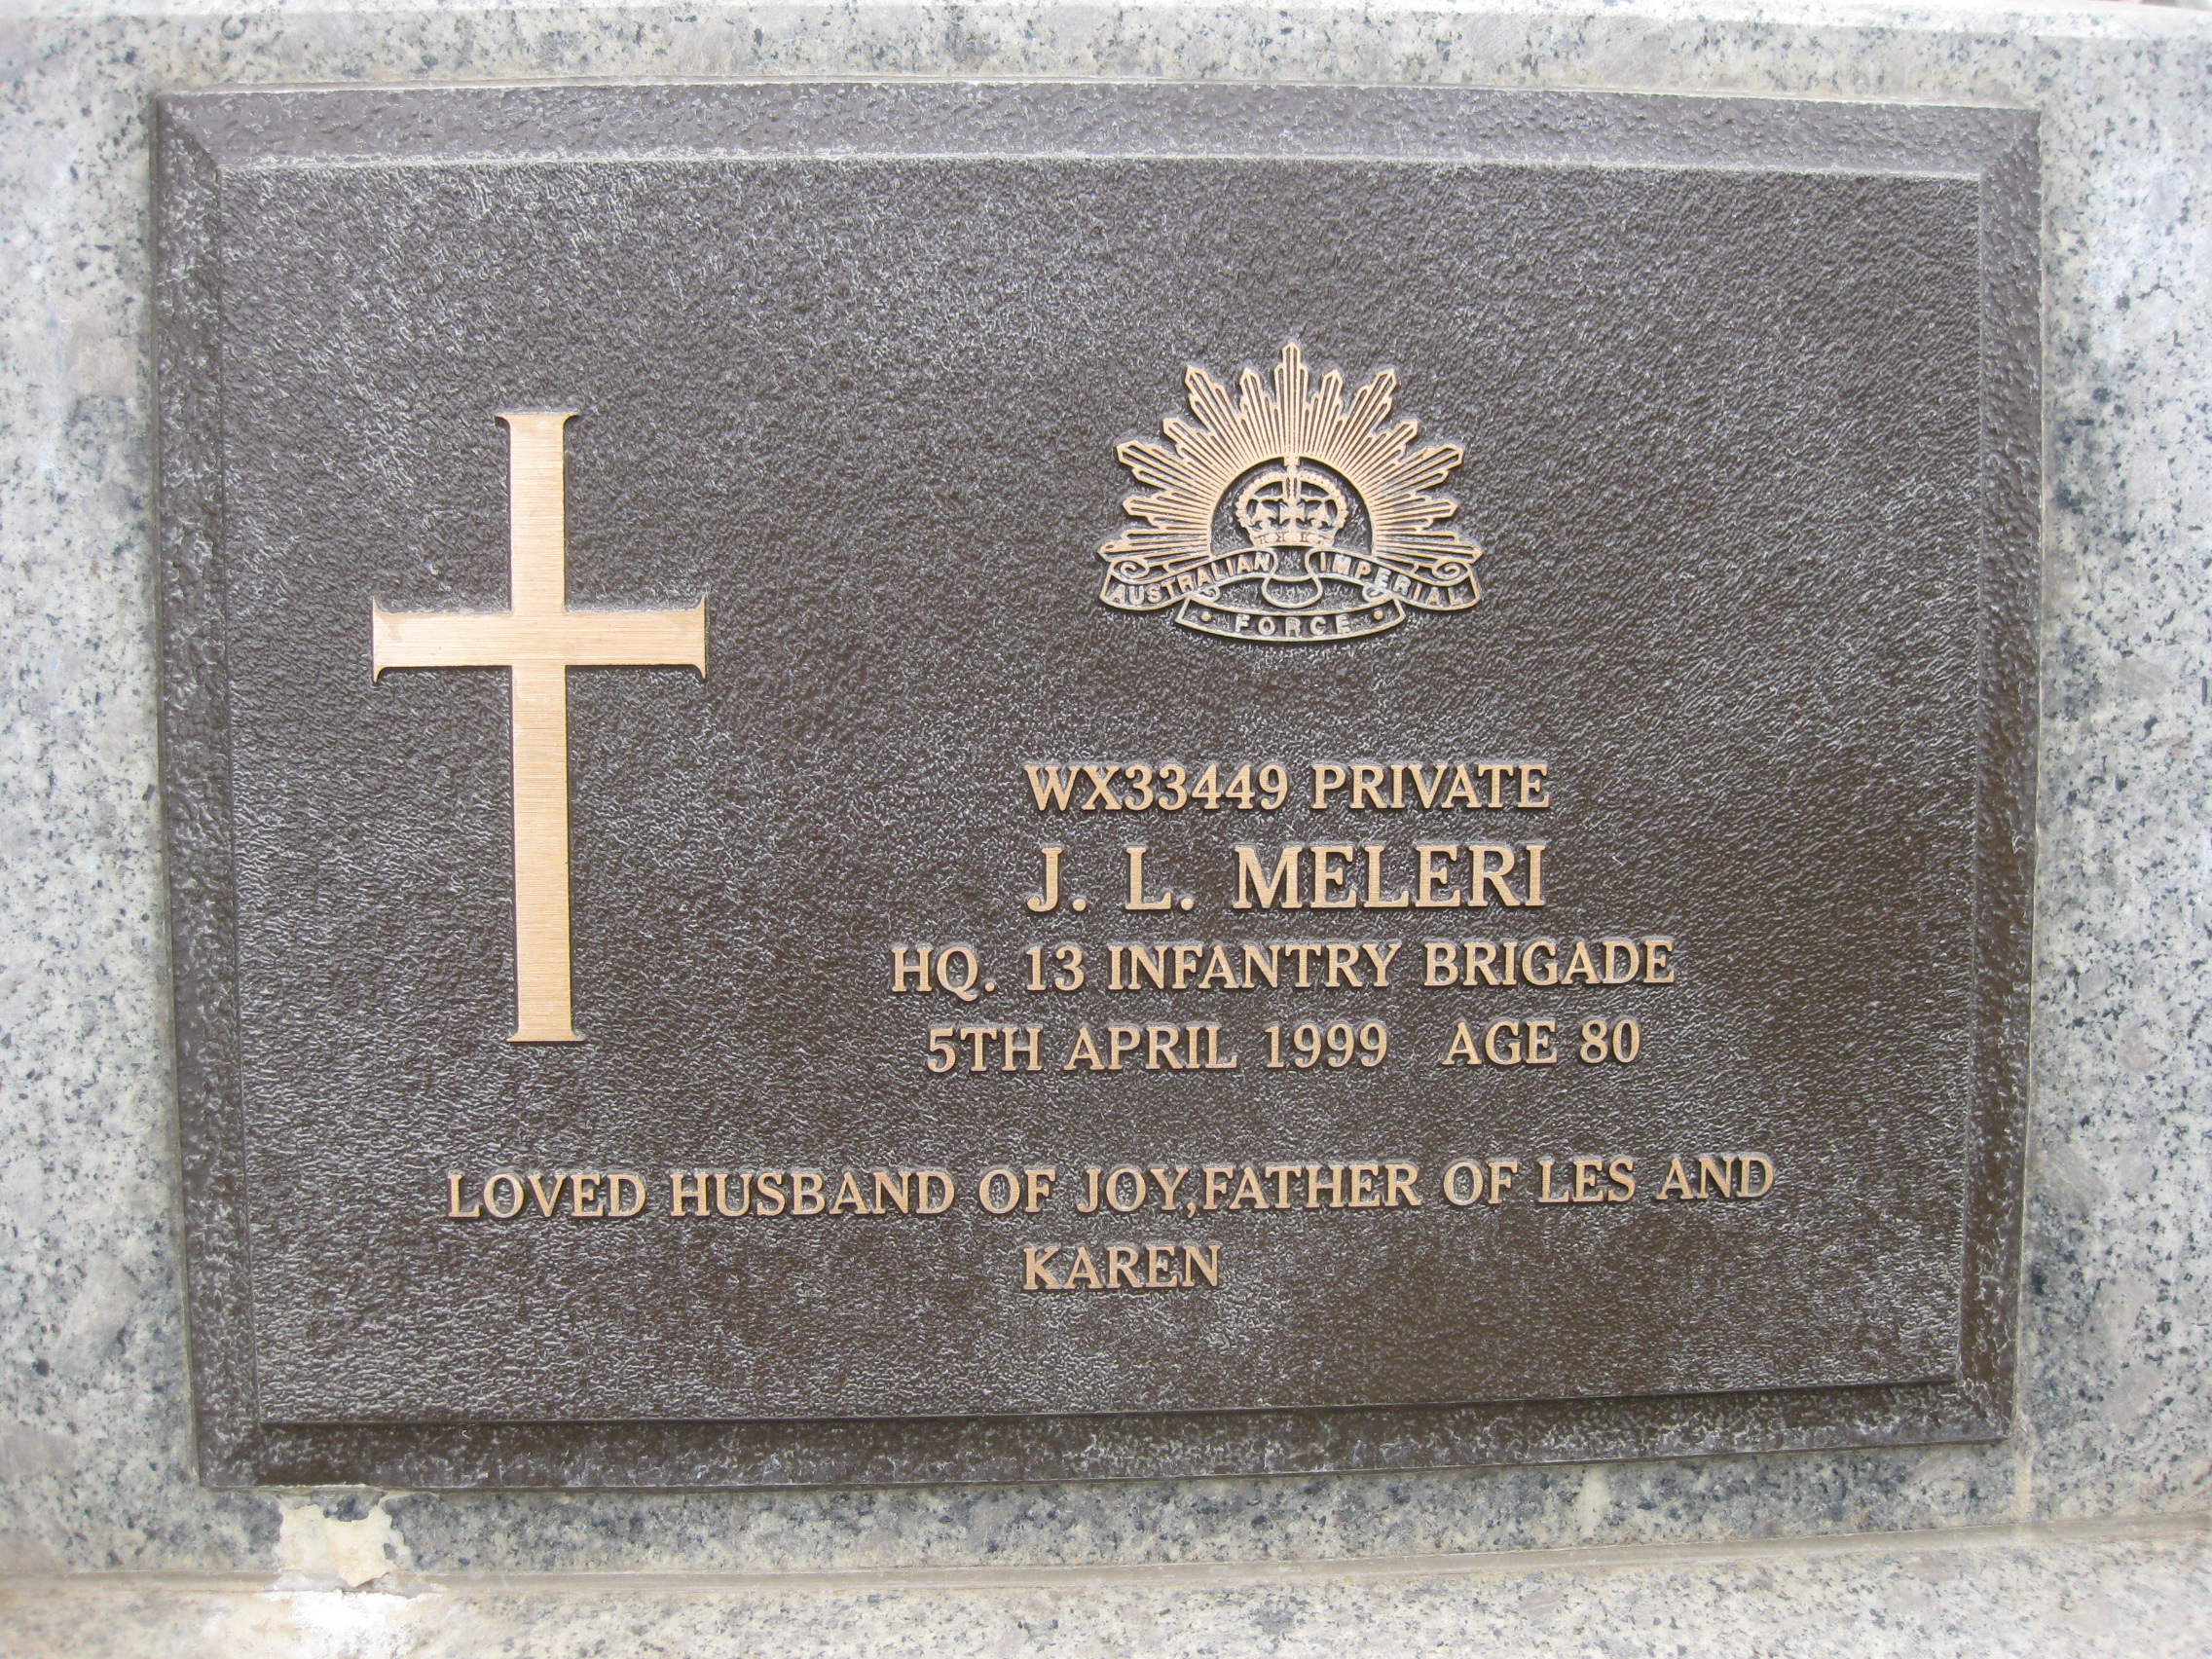 AUSTRALIAN IMPERIAL
FORCE
WX33449 PRIVATE
J. L. MELERI
HQ. 13 INFANTRY BRIGADE
5TH APRIL 1999 AGE 80
LOVED HUSBAND OF JOY,FATHER OF LES AND
KAREN